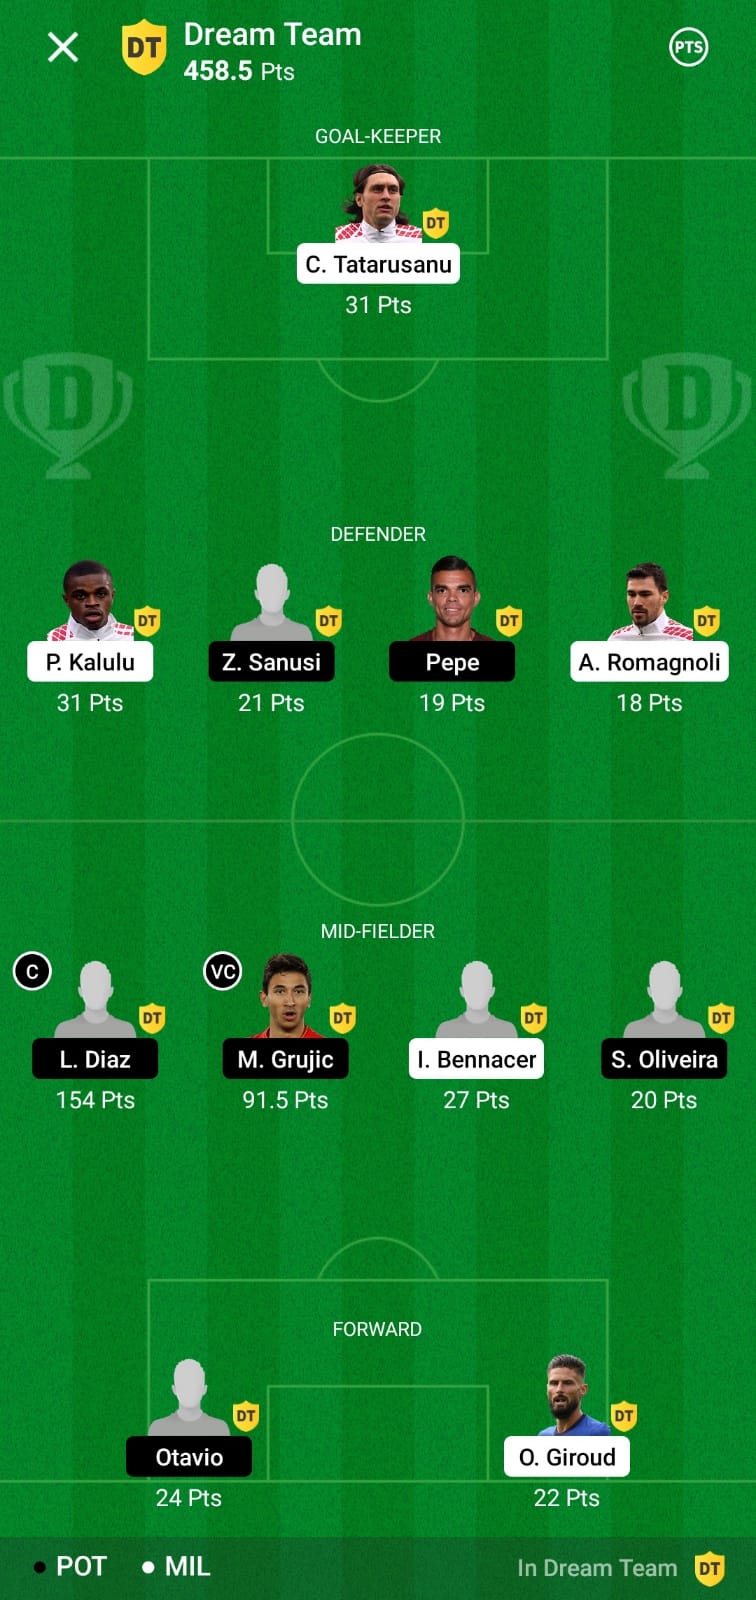 DT
Dream Team
458.5 Pts
PTS
GOAL-KEEPER
DT
C. Tatarusanu
31 Pts
D
D
DEFENDER
DT
DT
DT
DT
P. Kalulu
Z. Sanusi
Pepe
A. Romagnoli
31 Pts
21 Pts
19 Pts
18 Pts
MID-FIELDER
C
VC
DT
DT
DT
DT
L. Diaz
M. Grujic
I. Bennacer
S. Oliveira
154 Pts
91.5 Pts
27 Pts
20 Pts
FORWARD
DT
DT
Otavio
O. Giroud
24 Pts
22 Pts
POT
MIL
In Dream Team
DT